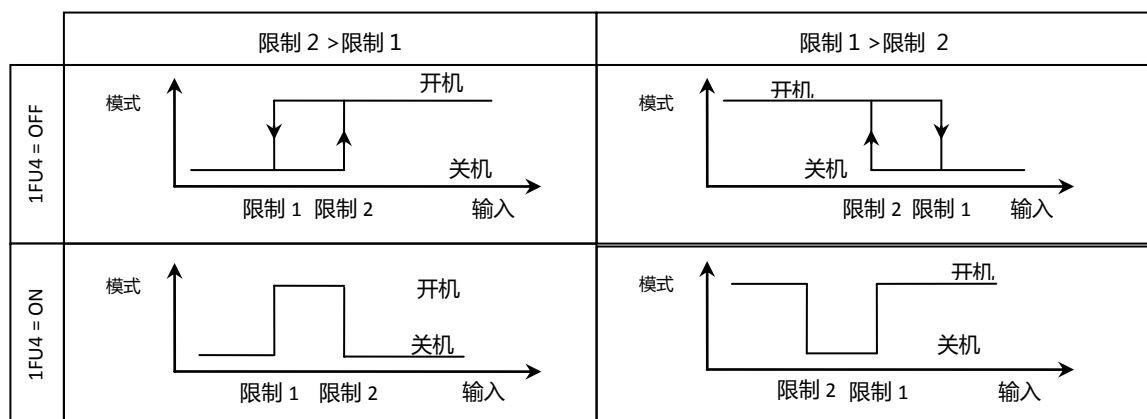 限制 2 >限制 1
限制 1 >限制 2
1FU4 = OFF
模式
开机
关机
限制 1 限制 2 输入
模式
开机
关机
限制 2 限制 1 输入
1FU4 = ON
模式
开机
关机
限制 1 限制 2 输入
模式
开机
关机
限制 2 限制 1 输入